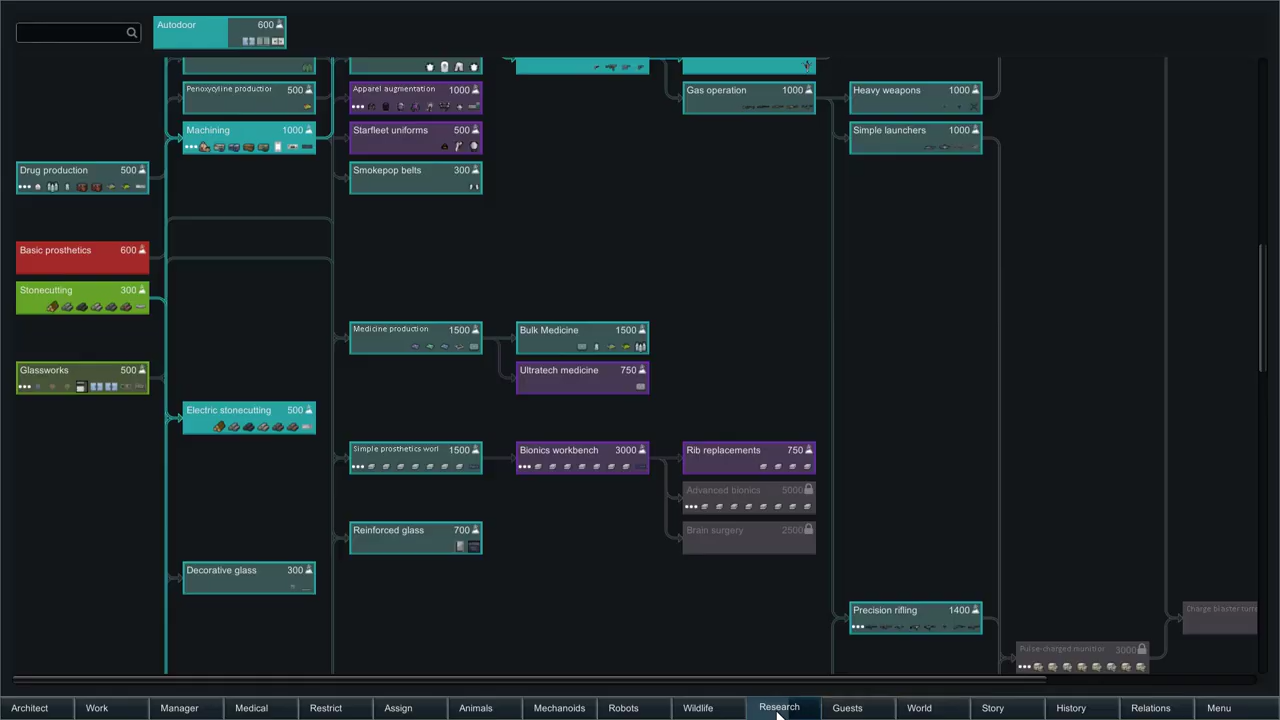 Autodoor 600
Penoxycyline production 500
Apparel augmentation 1000
Gas operation 1000
Heavy weapons 1000
Machining 1000
Starfleet uniforms 500
Simple launchers 1000
Drug production 500
Smokepop belts 300
Basic prosthetics 600
Stonecutting 300
Medicine production 1500
Bulk Medicine 1500
Glassworks 500
Ultratech medicine 750
Electric stonecutting 500
Simple prosthetics worl 1500
Bionics workbench 3000
Rib replacements 750
Advanced bionics 5000
Reinforced glass 700
Brain surgery 2500
Decorative glass 300
Precision rifling 1400
Charge blaster turre
Pulse-charged munitior 3000
Architect Work Manager Medical Restrict Assign Animals Mechanoids Robots Wildlife Research Guests World Story History Relations Menu